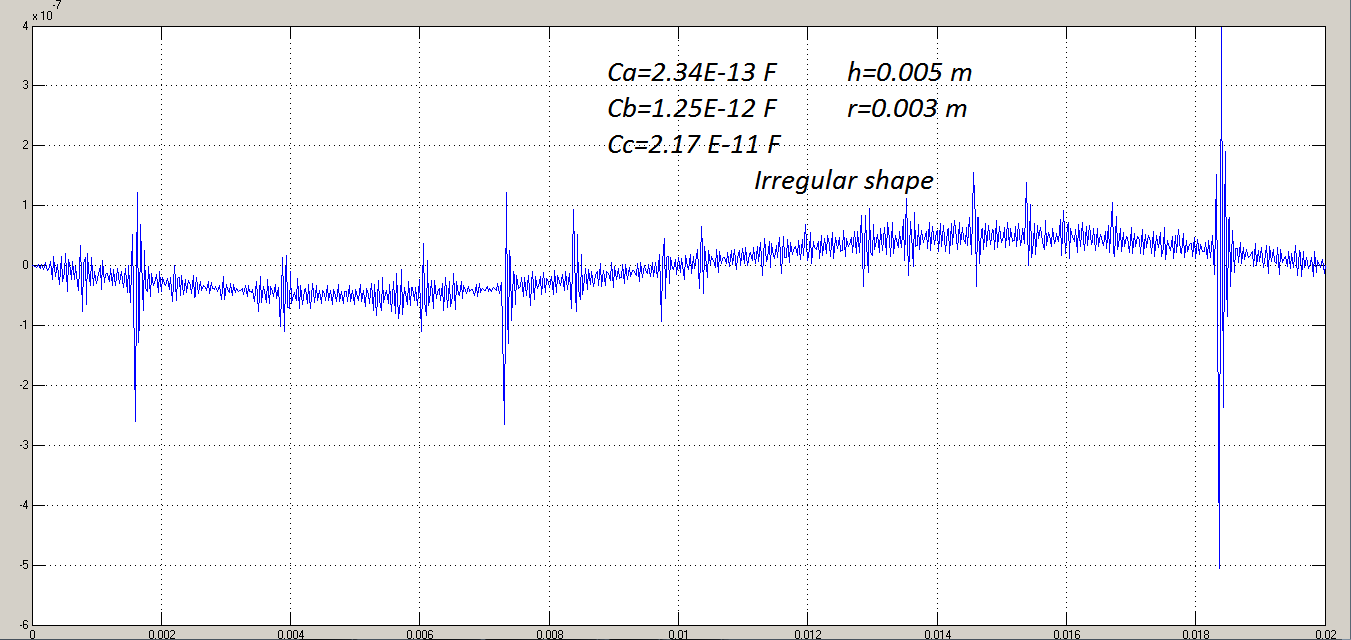 x 10^-7
4
Ca=2.34E-13 F h=0.005 m
3
Cb=1.25E-12 F r=0.003 m
2
Cc=2.17 E-11 F
Irregular shape
1
0
-1
-2
-3
-4
-5
-6
0 0.002 0.004 0.006 0.008 0.01 0.012 0.014 0.016 0.018 0.02